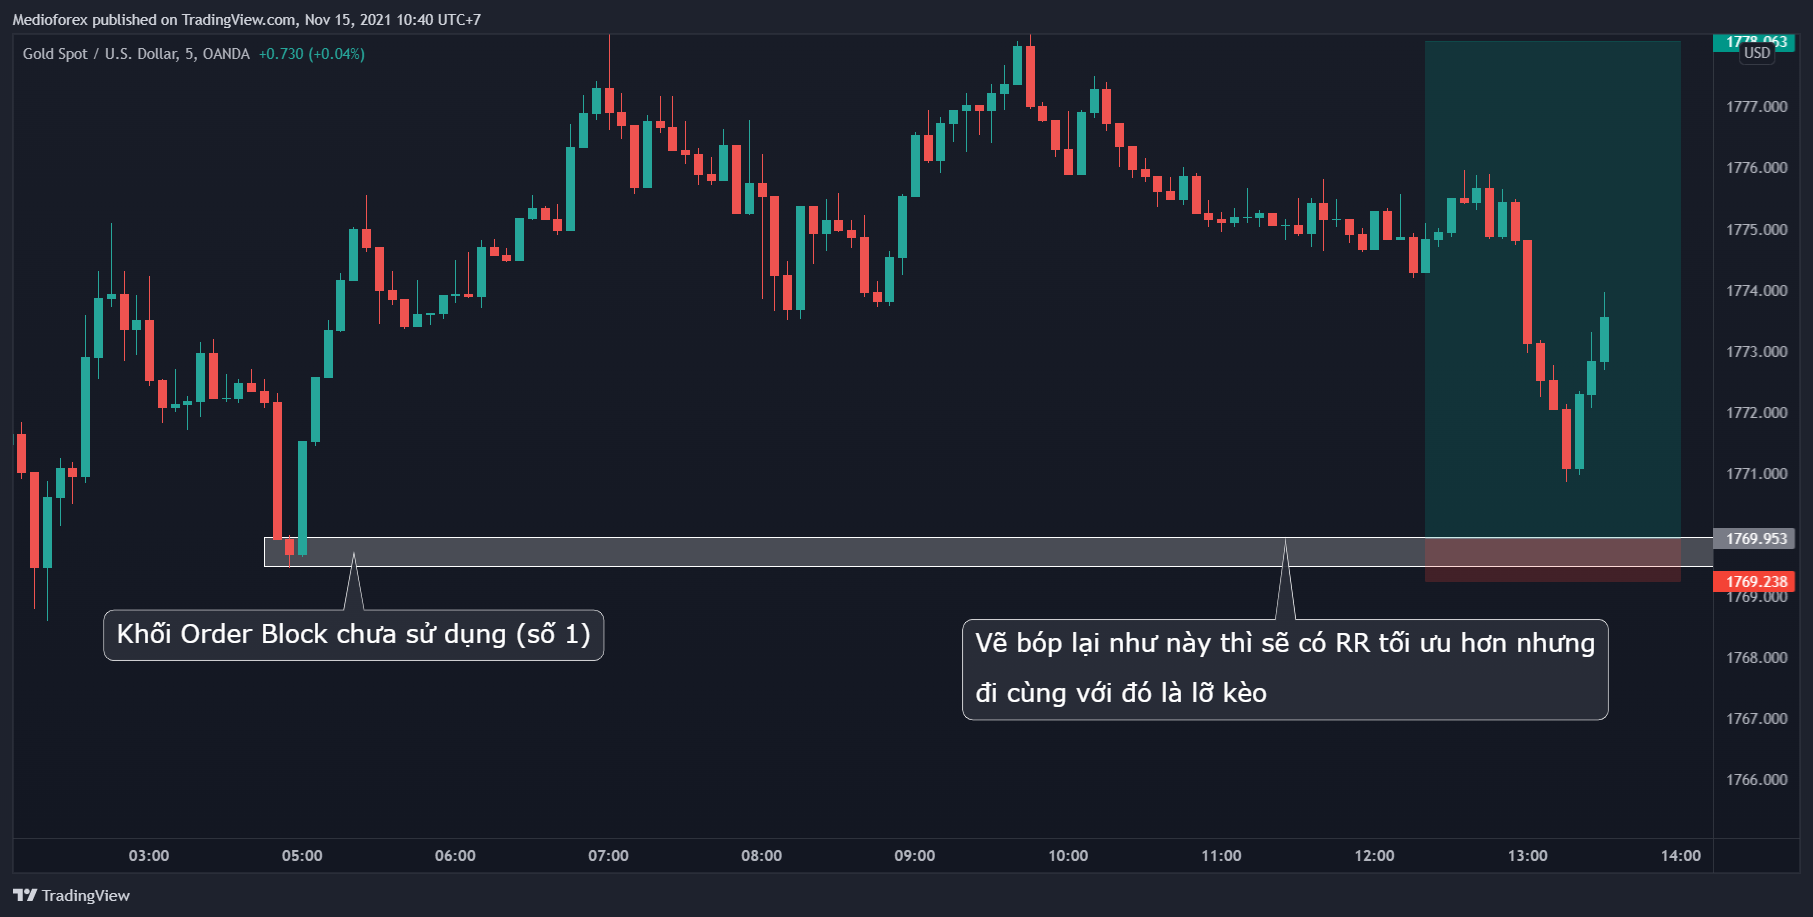 Medioforex published on TradingView.com, Nov 15, 2021 10:40 UTC+7
Gold Spot / U.S. Dollar, 5, OANDA +0.730 (+0.04%)
1778.063
USD
1777.000
1776.000
1775.000
1774.000
1773.000
1772.000
1771.000
1769.953
1769.238
1769.000
1768.000
1767.000
1766.000
Khối Order Block chưa sử dụng (số 1)
Vẽ bóp lại như này thì sẽ có RR tối ưu hơn nhưng
đi cùng với đó là lỡ kèo
03:00 05:00 06:00 07:00 08:00 09:00 10:00 11:00 12:00 13:00 14:00
TradingView